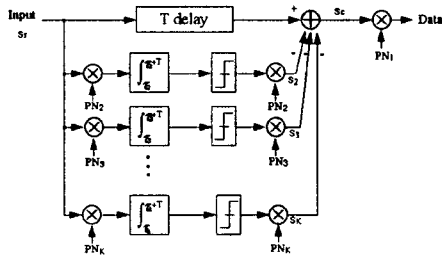 Input
Sr
T delay
+
Sc
Data
PN1
-
-
-
S2
PN2
PN2
S3
PN3
PN3
SK
PNK
PNK